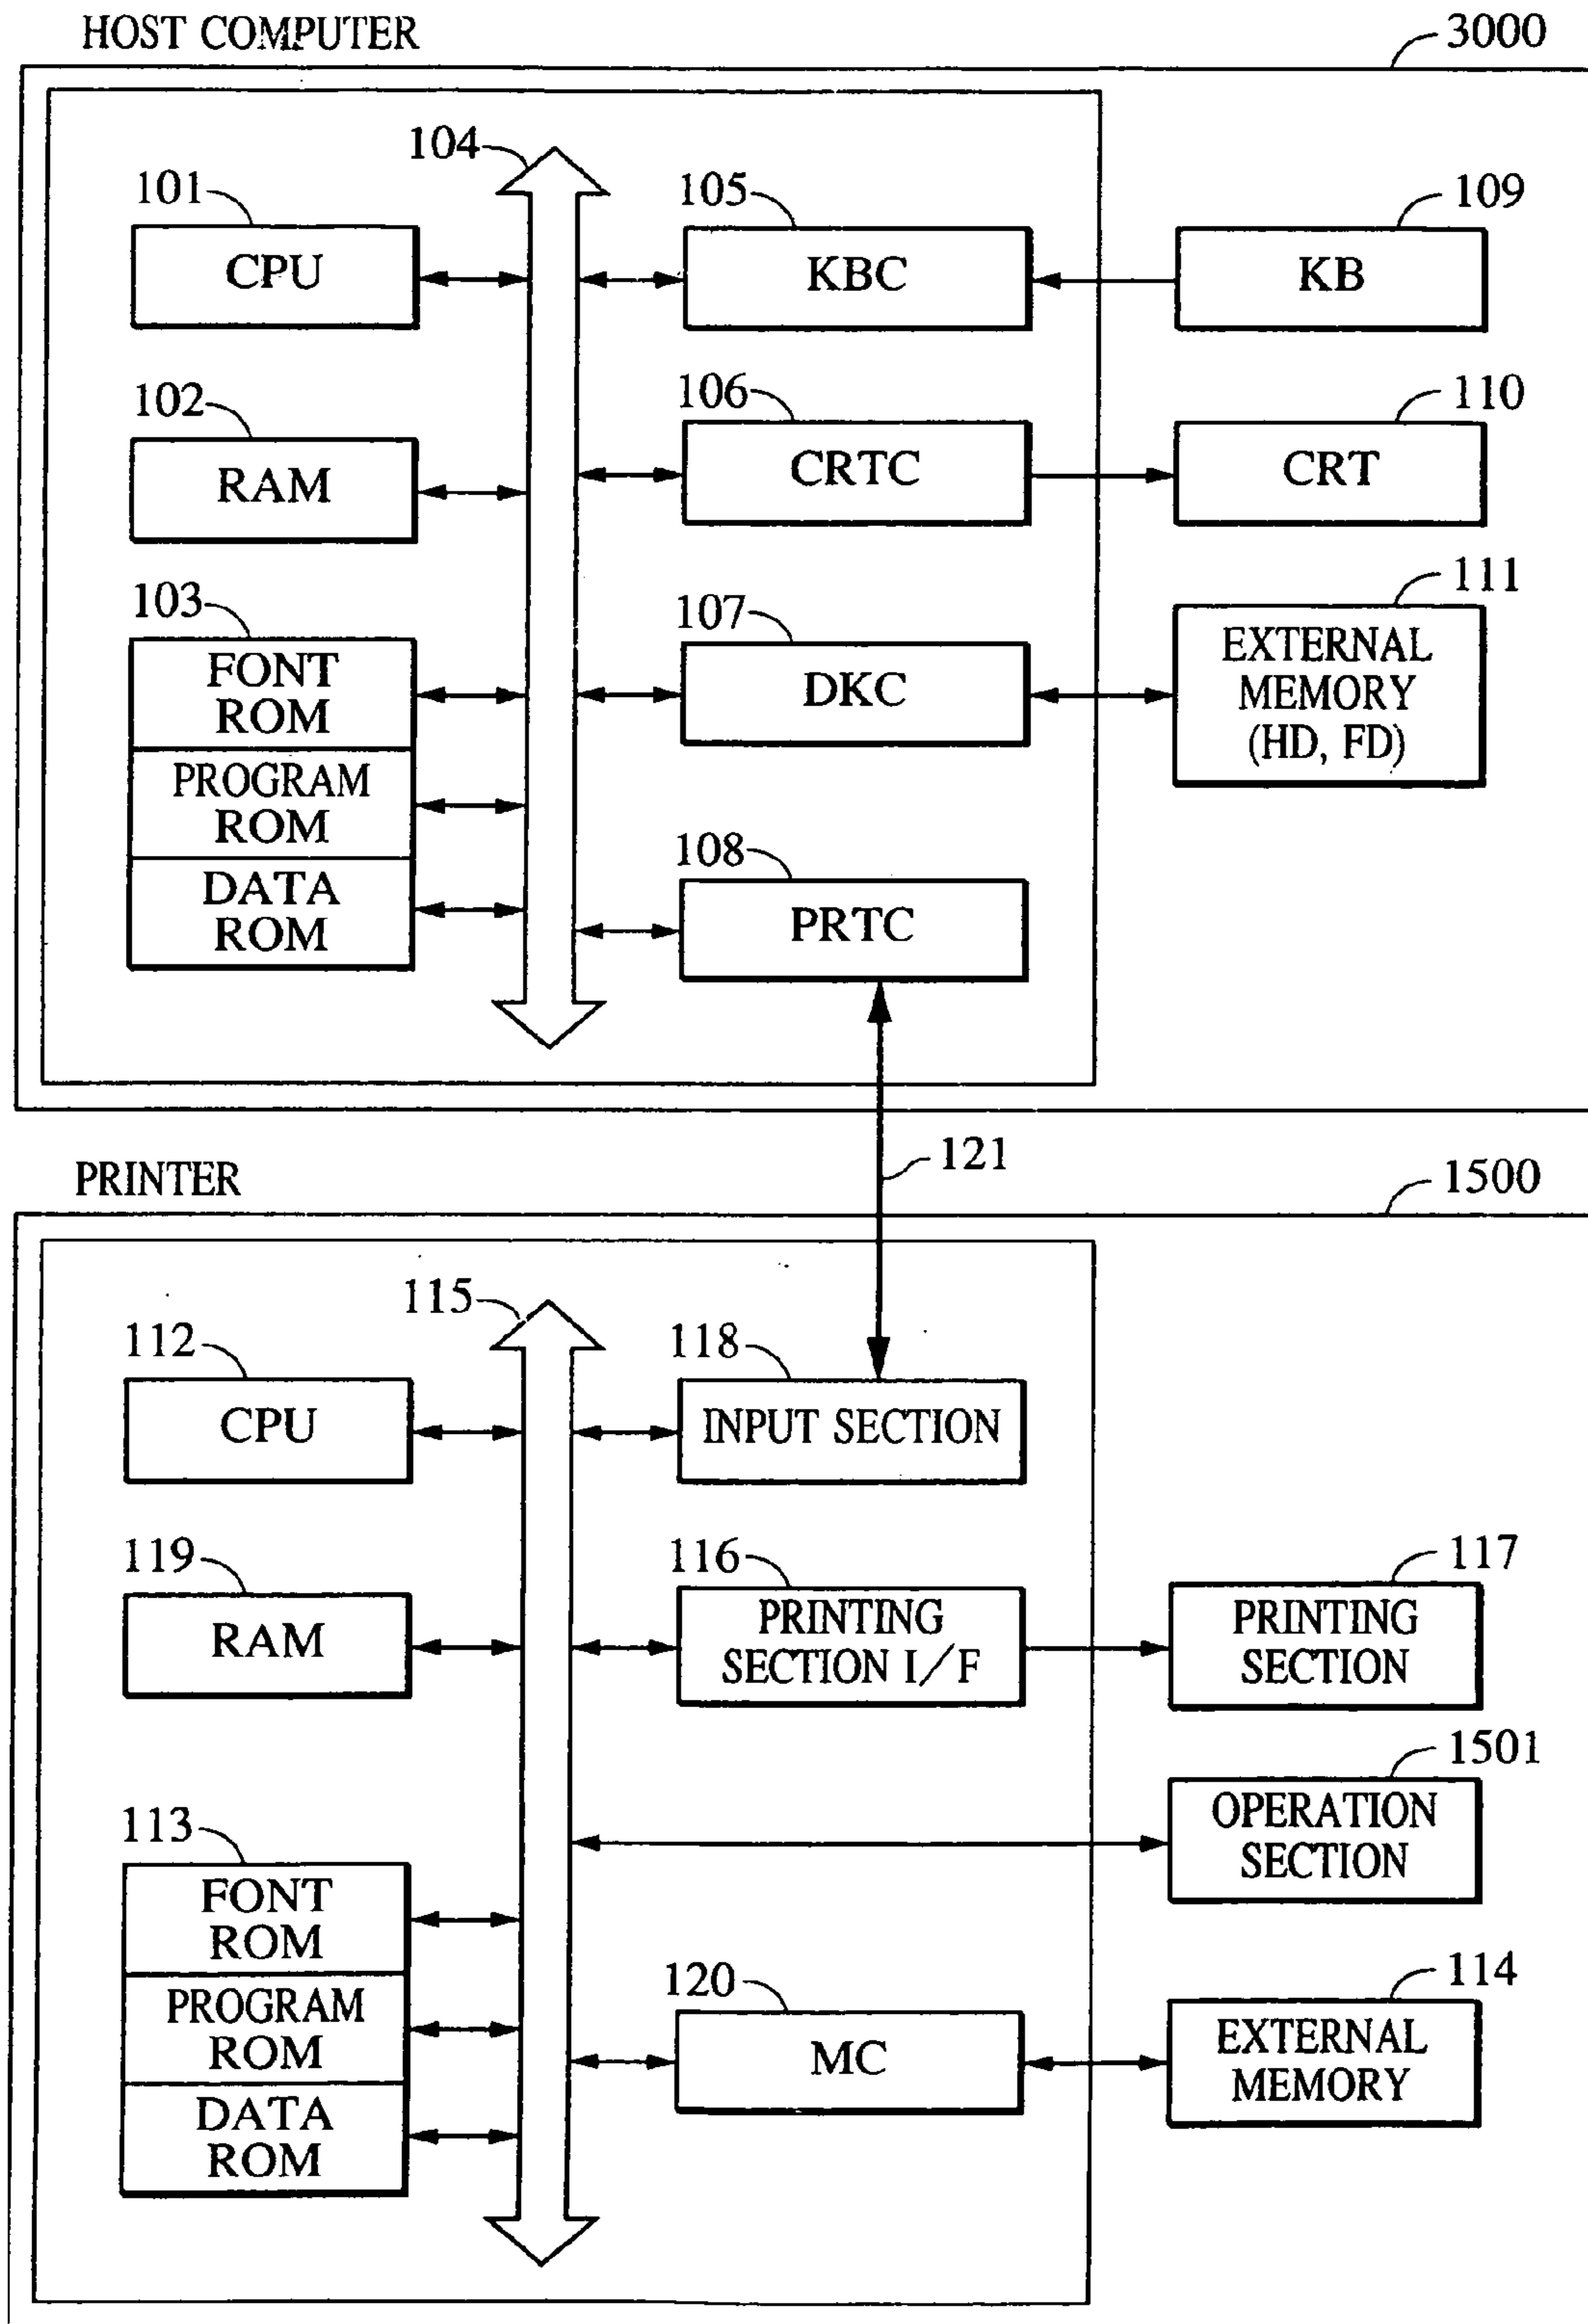 HOST COMPUTER
3000
104
101
CPU
105
KBC
109
KB
102
RAM
106
CRTC
110
CRT
103
FONT
ROM
PROGRAM
ROM
DATA
ROM
107
DKC
111
EXTERNAL
MEMORY
(HD, FD)
108
PRTC
121
PRINTER
1500
115
112
CPU
118
INPUT SECTION
119
RAM
116
PRINTING
SECTION I/F
117
PRINTING
SECTION
1501
OPERATION
SECTION
113
FONT
ROM
PROGRAM
ROM
DATA
ROM
120
MC
114
EXTERNAL
MEMORY